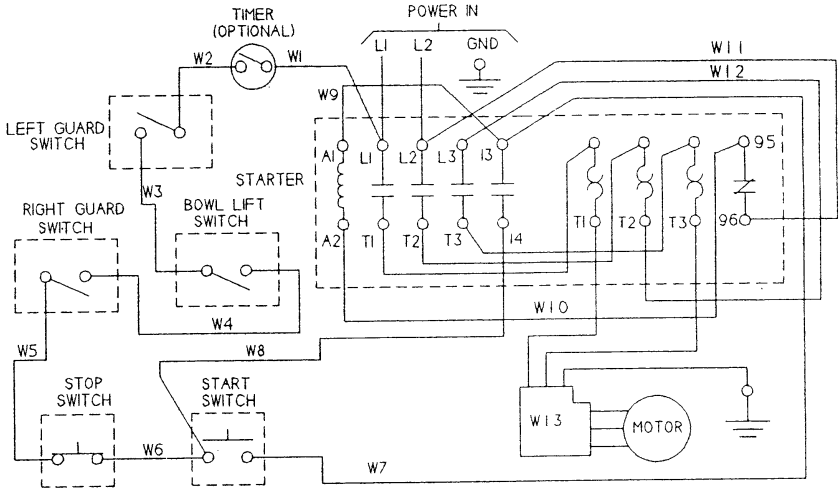 TIMER
(OPTIONAL)
POWER IN
L1
L2
GND
W2
W1
W11
W12
W9
LEFT GUARD
SWITCH
A1
L1
L2
L3
13
95
W3
STARTER
RIGHT GUARD
SWITCH
BOWL LIFT
SWITCH
A2
T1
T2
T3
14
T1
T2
T3
96
W10
W4
W5
W8
STOP
SWITCH
START
SWITCH
W13
MOTOR
W6
W7